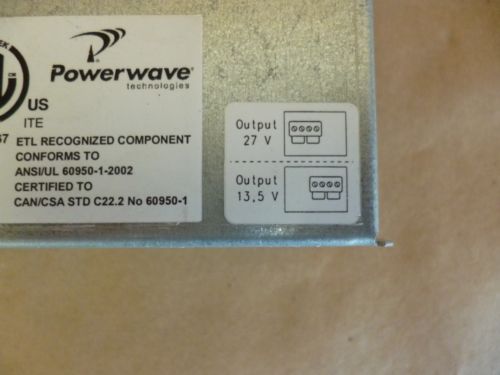 Powerwave
technologies
US
ITE
67
ETL RECOGNIZED COMPONENT
CONFORMS TO
ANSI/UL 60950-1-2002
CERTIFIED TO
CAN/CSA STD C22.2 No 60950-1
Output
27 V
Output
13,5 V